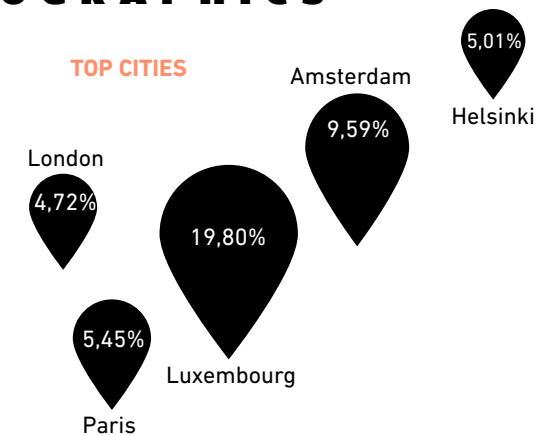 TOP CITIES
5,01%
Helsinki
Amsterdam
9,59%
London
4,72%
19,80%
Luxembourg
5,45%
Paris